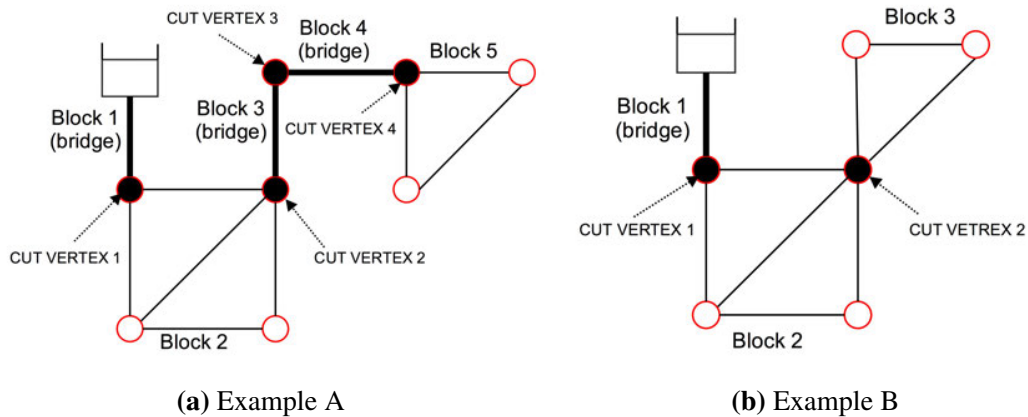 CUT VERTEX 3
Block 4
(bridge)
Block 5
Block 1
(bridge)
Block 3
(bridge)
CUT VERTEX 4
CUT VERTEX 1
CUT VERTEX 2
Block 2
(a) Example A
Block 3
Block 1
(bridge)
CUT VERTEX 1
CUT VETREX 2
Block 2
(b) Example B